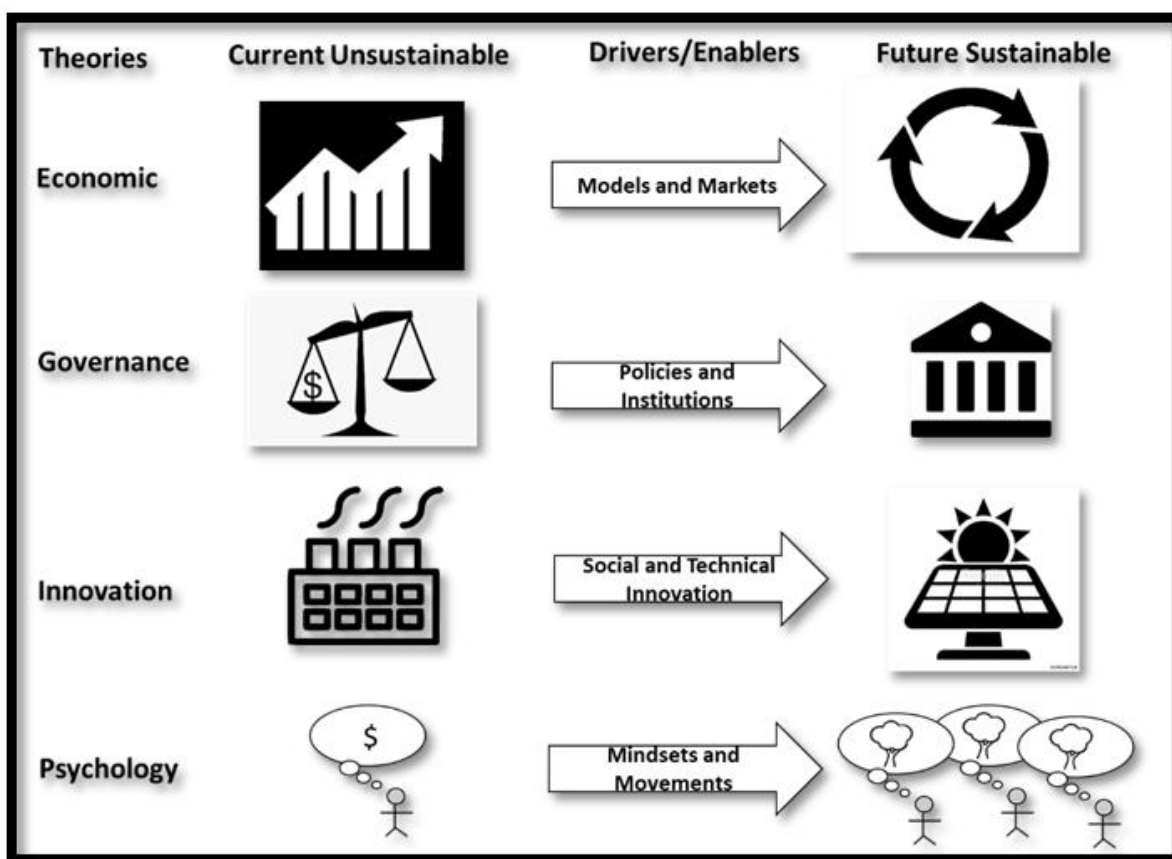 Theories
Current Unsustainable
Drivers/Enablers
Future Sustainable
Economic
Models and Markets
Governance
$
Policies and
Institutions
Innovation
Social and Technical
Innovation
Psychology
$
Mindsets and
Movements